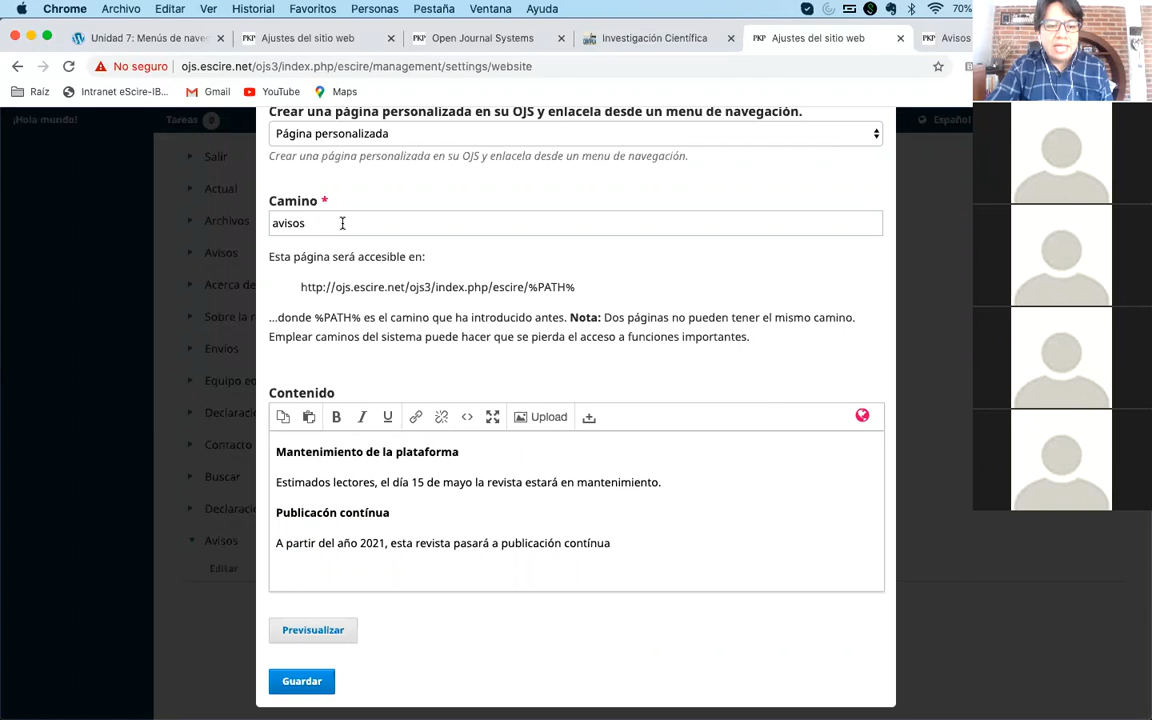 Chrome Archivo Editar Ver Historial Favoritos Personas Pestaña Ventana Ayuda 70%
Unidad 7: Menús de nave
Ajustes del sitio web
Open Journal Systems
Investigación Científica
Ajustes del sitio web
Avisos
No seguro ojs.escire.net/ojs3/index.php/escire/management/settings/website
Raíz Intranet eScire-IB... Gmail YouTube Maps
¡Hola mundo! Tareas 0 Español
Crear una página personalizada en su OJS y enlacela desde un menu de navegación.
Página personalizada
Crear una página personalizada en su OJS y enlacela desde un menu de navegación.
Salir
Actual
Archivos
Avisos
Acerca de
Sobre la r
Envíos
Equipo ed
Declaració
Contacto
Buscar
Declaració
Avisos
Editar
Camino *
avisos
Esta página será accesible en:
http://ojs.escire.net/ojs3/index.php/escire/%PATH%
...donde %PATH% es el camino que ha introducido antes. Nota: Dos páginas no pueden tener el mismo camino.
Emplear caminos del sistema puede hacer que se pierda el acceso a funciones importantes.
Contenido
B I U Upload
Mantenimiento de la plataforma
Estimados lectores, el día 15 de mayo la revista estará en mantenimiento.
Publicacón contínua
A partir del año 2021, esta revista pasará a publicación contínua
Previsualizar
Guardar